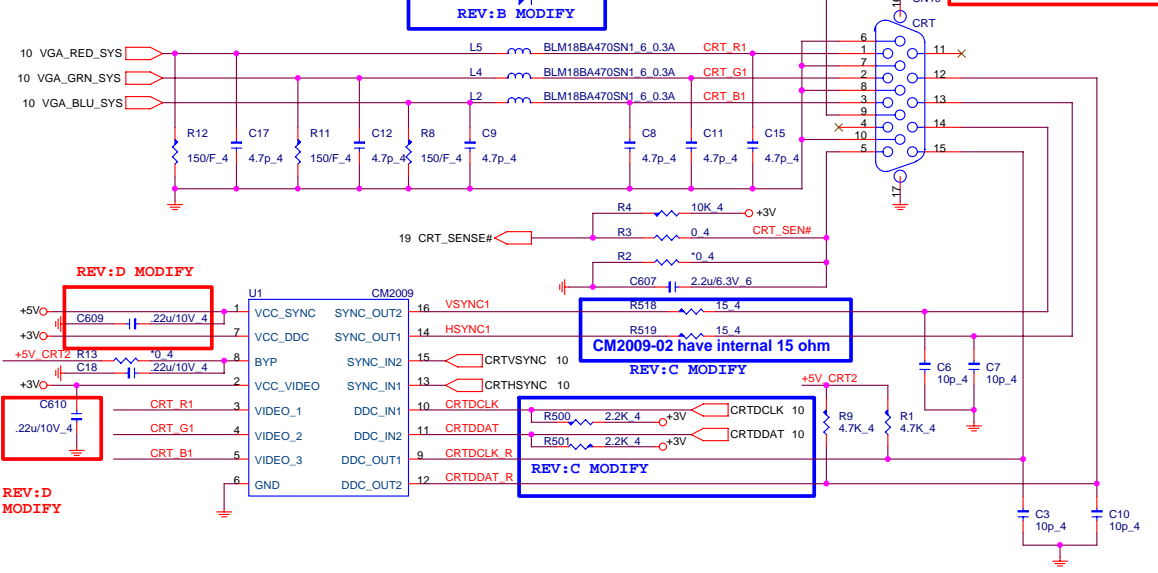 REV:B MODIFY
CRT
10 VGA_RED_SYS
L5 BLM18BA470SN1_6_0.3A CRT_R1
10 VGA_GRN_SYS
L4 BLM18BA470SN1_6_0.3A CRT_G1
10 VGA_BLU_SYS
L2 BLM18BA470SN1_6_0.3A CRT_B1
6
1
7
2
8
3
9
4
10
5
11
12
13
14
15
17
R12
150/F_4
C17
4.7p_4
R11
150/F_4
C12
4.7p_4
R8
150/F_4
C9
4.7p_4
C8
4.7p_4
C11
4.7p_4
C15
4.7p_4
R4 10K_4 +3V
19 CRT_SENSE# R3 0_4 CRT_SEN#
R2 *0_4
C607 2.2u/6.3V_6
REV:D MODIFY
U1 CM2009
+5V
C609 .22u/10V_4
+3V
+5V_CRT2 R13 *0_4
C18 .22u/10V_4
+3V
C610
.22u/10V_4
CRT_R1
CRT_G1
CRT_B1
REV:D
MODIFY
1 VCC_SYNC SYNC_OUT2 16 VSYNC1
7 VCC_DDC SYNC_OUT1 14 HSYNC1
8 BYP SYNC_IN2 15 CRTVSYNC 10
2 VCC_VIDEO SYNC_IN1 13 CRTHSYNC 10
3 VIDEO_1 DDC_IN1 10 CRTDCLK
4 VIDEO_2 DDC_IN2 11 CRTDDAT
5 VIDEO_3 DDC_OUT1 9 CRTDCLK_R
6 GND DDC_OUT2 12 CRTDDAT_R
R518 15_4
R519 15_4
CM2009-02 have internal 15 ohm
REV:C MODIFY
CRTDCLK 10
R500 2.2K_4 +3V
CRTDDAT 10
R501 2.2K_4 +3V
REV:C MODIFY
+5V_CRT2
R9
4.7K_4
R1
4.7K_4
C6
10p_4
C7
10p_4
C3
10p_4
C10
10p_4